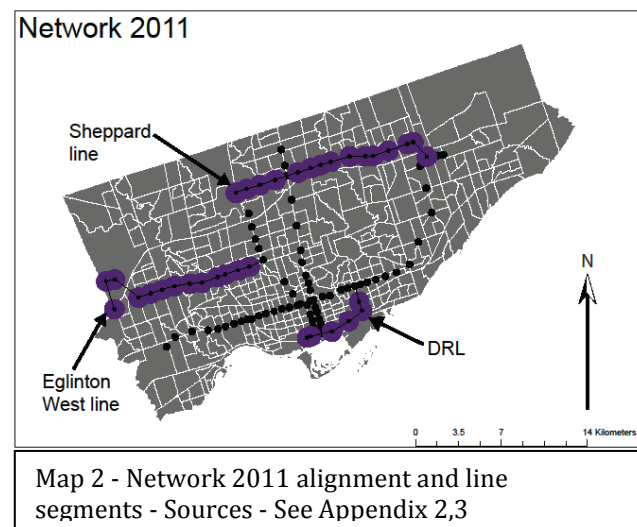 Network 2011
Sheppard
line
N
DRL
Eglinton
West line
0 3.5 7 14 Kilometers
Map 2 - Network 2011 alignment and line
segments - Sources - See Appendix 2,3